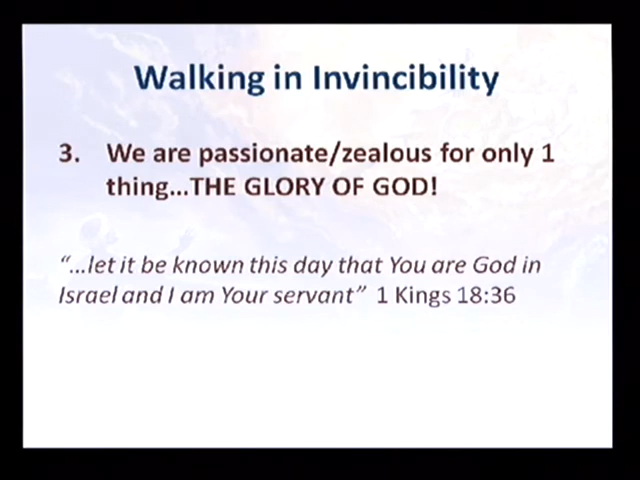 Walking in Invincibility
3. We are passionate/zealous for only 1
thing...THE GLORY OF GOD!
“...let it be known this day that You are God in
Israel and I am Your servant” 1 Kings 18:36